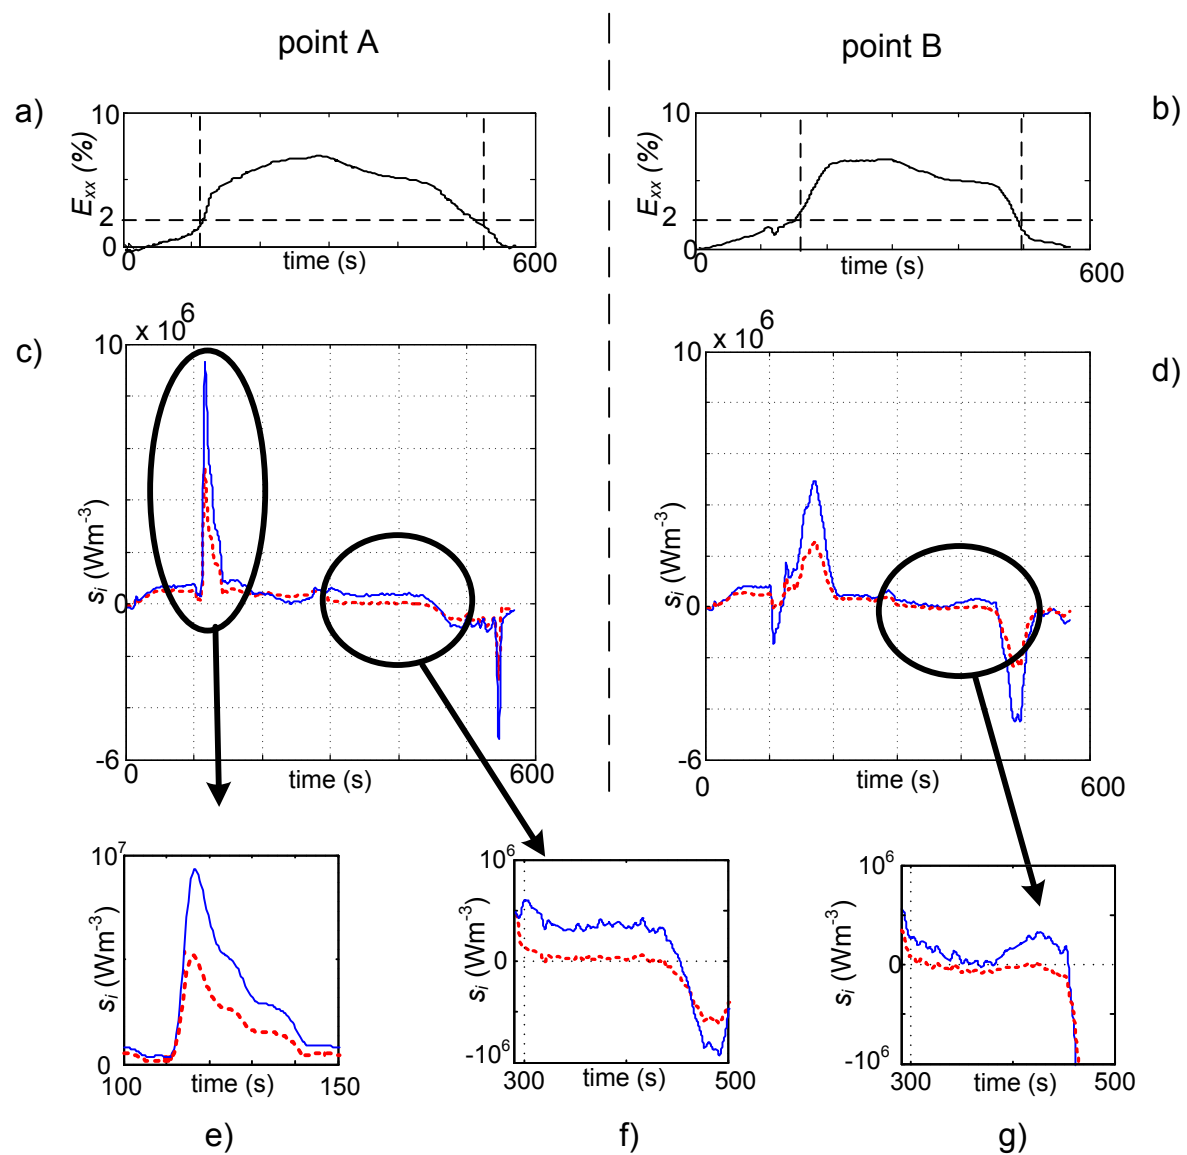 point A
point B
a)
10
E_xx (%)
2
0
0
time (s)
600
b)
10
E_xx (%)
2
0
0
time (s)
600
c)
x 10^6
10
s_i (Wm^-3)
0
-6
0
time (s)
600
d)
x 10^6
10
s_i (Wm^-3)
0
-6
0
time (s)
600
10^7
s_i (Wm^-3)
0
100
time (s)
150
e)
10^6
s_i (Wm^-3)
0
-10^6
300
time (s)
500
f)
10^6
s_i (Wm^-3)
0
-10^6
300
time (s)
500
g)